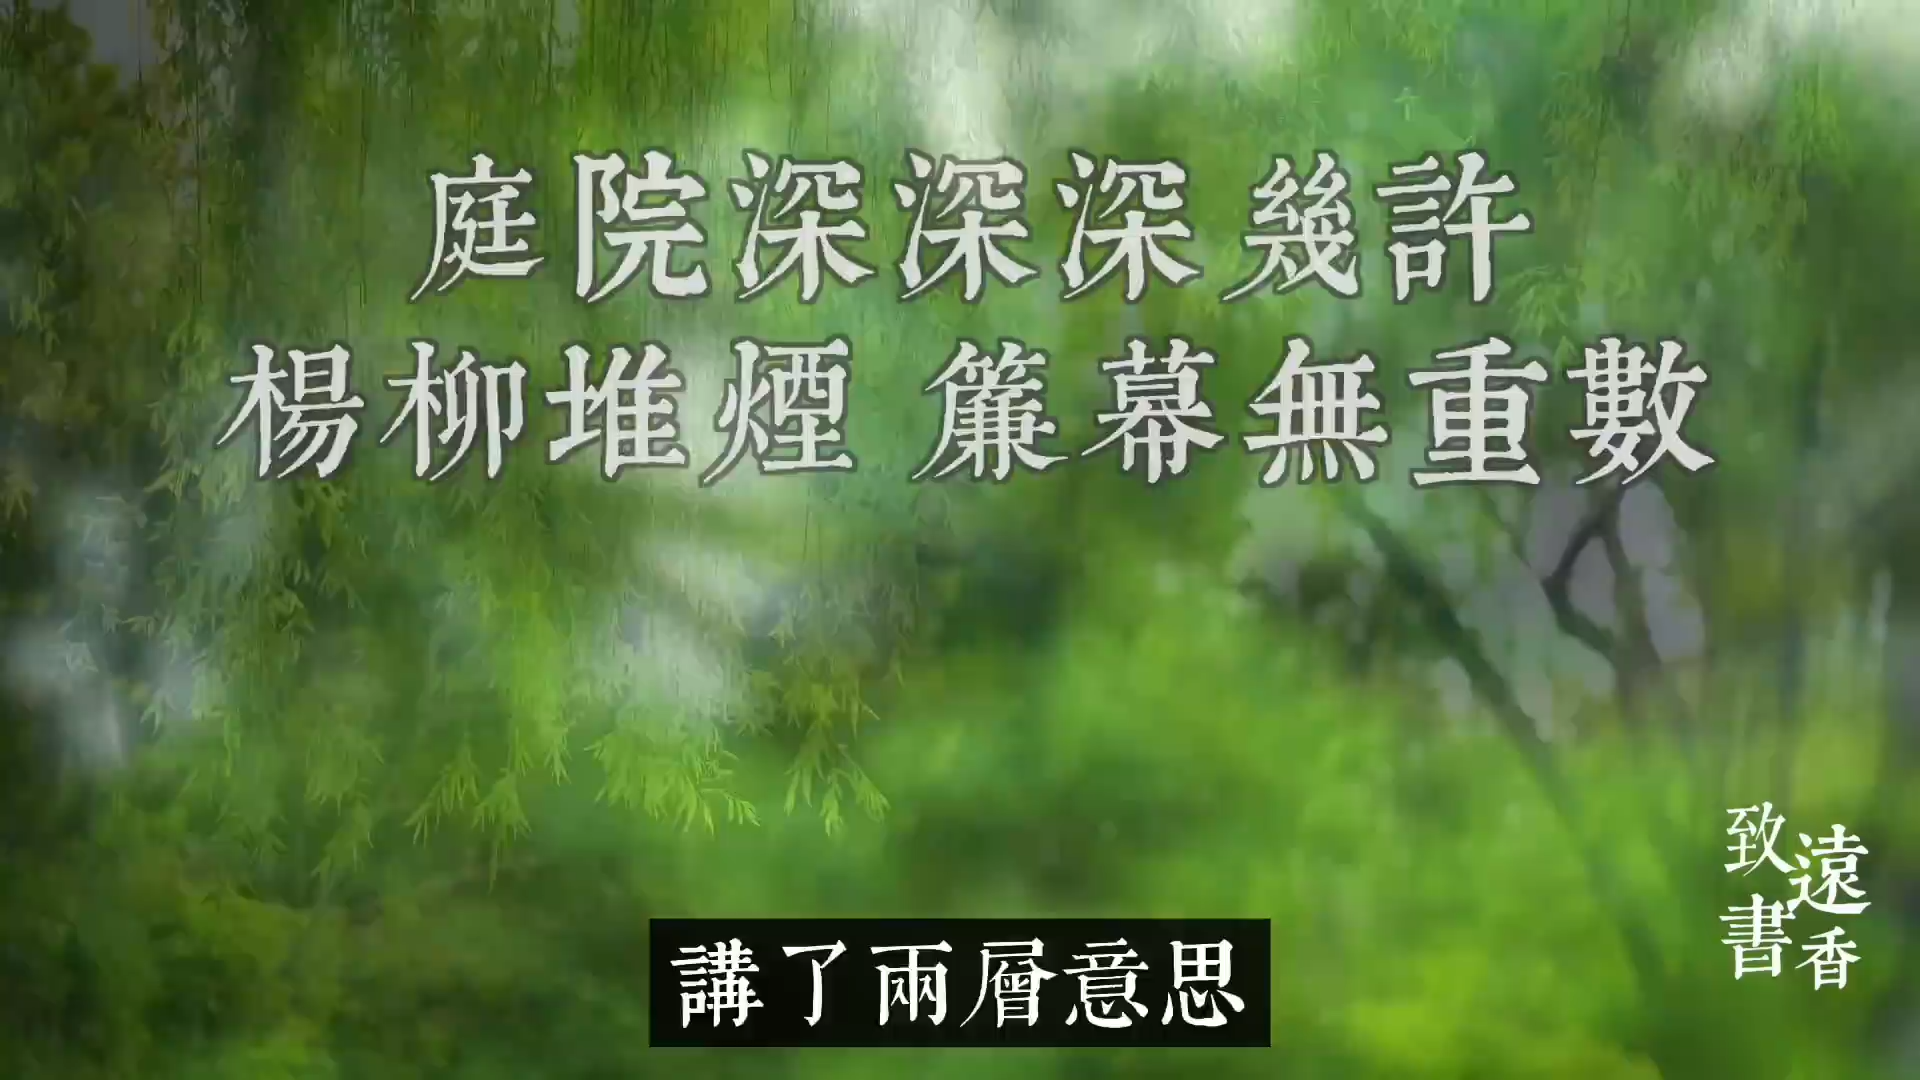 庭院深深深幾許
楊柳堆煙 簾幕無重數
致遠書香
講了兩層意思